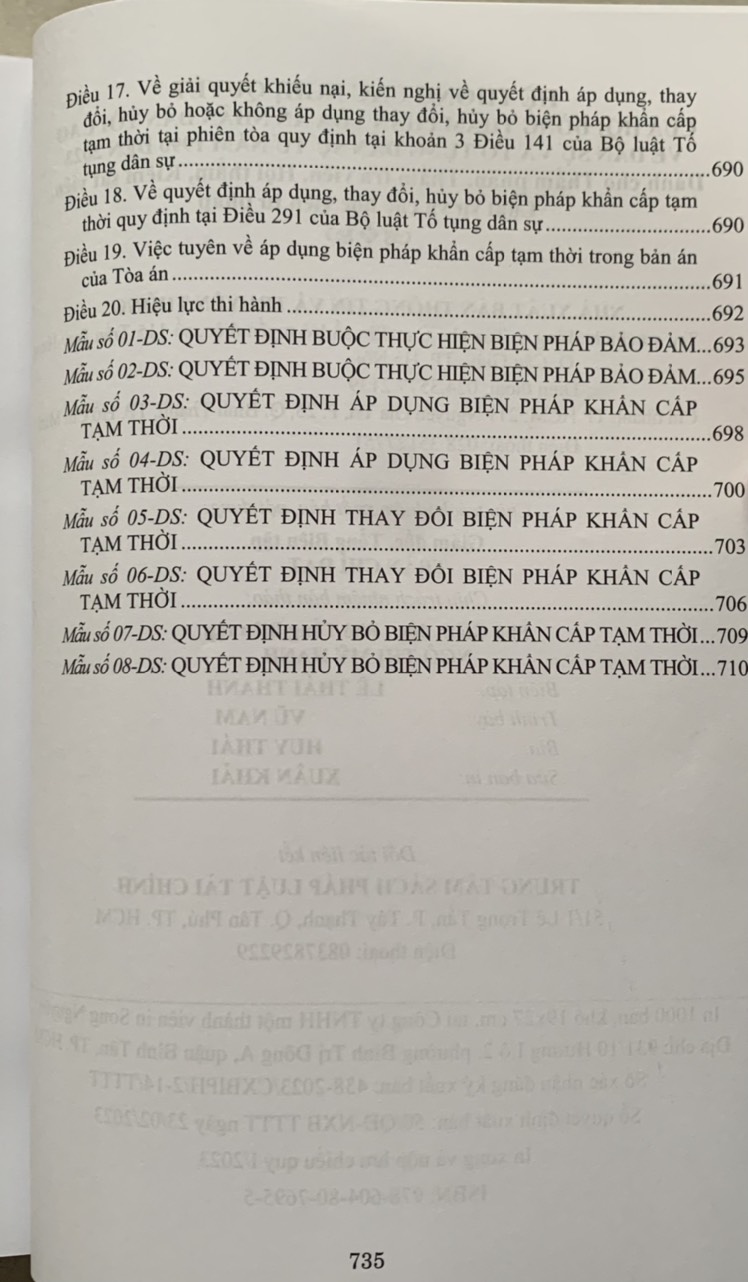 Điều 17. Về giải quyết khiếu nại, kiến nghị về quyết định áp dụng, thay
đổi, hủy bỏ hoặc không áp dụng thay đổi, hủy bỏ biện pháp khẩn cấp
tạm thời tại phiên tòa quy định tại khoản 3 Điều 141 của Bộ luật Tố
tụng dân sự.....690
Điều 18. Về quyết định áp dụng, thay đổi, hủy bỏ biện pháp khẩn cấp tạm
thời quy định tại Điều 291 của Bộ luật Tố tụng dân sự.....690
Điều 19. Việc tuyên về áp dụng biện pháp khẩn cấp tạm thời trong bản án
của Tòa án.....691
Điều 20. Hiệu lực thi hành.....692
Mẫu số 01-DS: QUYẾT ĐỊNH BUỘC THỰC HIỆN BIỆN PHÁP BẢO ĐẢM...693
Mẫu số 02-DS: QUYẾT ĐỊNH BUỘC THỰC HIỆN BIỆN PHÁP BẢO ĐẢM...695
Mẫu số 03-DS: QUYẾT ĐỊNH ÁP DỤNG BIỆN PHÁP KHẨN CẤP
TẠM THỜI.....698
Mẫu số 04-DS: QUYẾT ĐỊNH ÁP DỤNG BIỆN PHÁP KHẨN CẤP
TẠM THỜI.....700
Mẫu số 05-DS: QUYẾT ĐỊNH THAY ĐỔI BIỆN PHÁP KHẨN CẤP
TẠM THỜI.....703
Mẫu số 06-DS: QUYẾT ĐỊNH THAY ĐỔI BIỆN PHÁP KHẨN CẤP
TẠM THỜI.....706
Mẫu số 07-DS: QUYẾT ĐỊNH HỦY BỎ BIỆN PHÁP KHẨN CẤP TẠM THỜI...709
Mẫu số 08-DS: QUYẾT ĐỊNH HỦY BỎ BIỆN PHÁP KHẨN CẤP TẠM THỜI...710
735